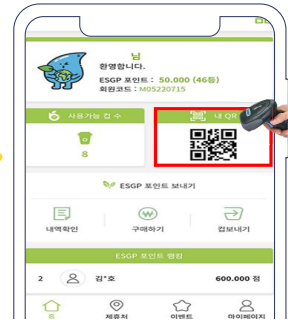 님
환영합니다.
ESGP 포인트 : 50.000 (46등)
회원코드 : M05220715
사용가능 컵 수
내 QR
8
ESGP 포인트 보내기
내역확인
구매하기
컵보내기
ESGP 포인트 랭킹
2 김*호 600.000 점
홈
제휴처
이벤트
마이페이지